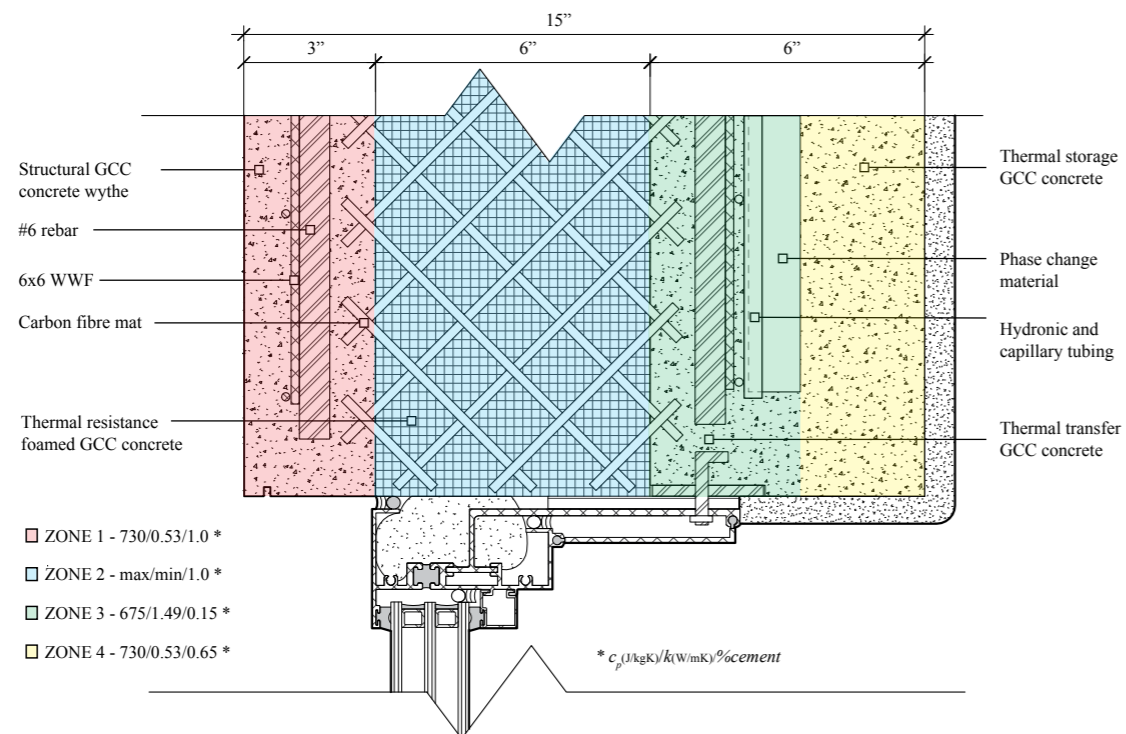 15”
3”
6”
6”
Structural GCC
concrete wythe
#6 rebar
6x6 WWF
Carbon fibre mat
Thermal resistance
foamed GCC concrete
Thermal storage
GCC concrete
Phase change
material
Hydronic and
capillary tubing
Thermal transfer
GCC concrete
ZONE 1 - 730/0.53/1.0 *
ZONE 2 - max/min/1.0 *
ZONE 3 - 675/1.49/0.15 *
ZONE 4 - 730/0.53/0.65 *
* cp(J/kgK)/k(W/mK)/%cement